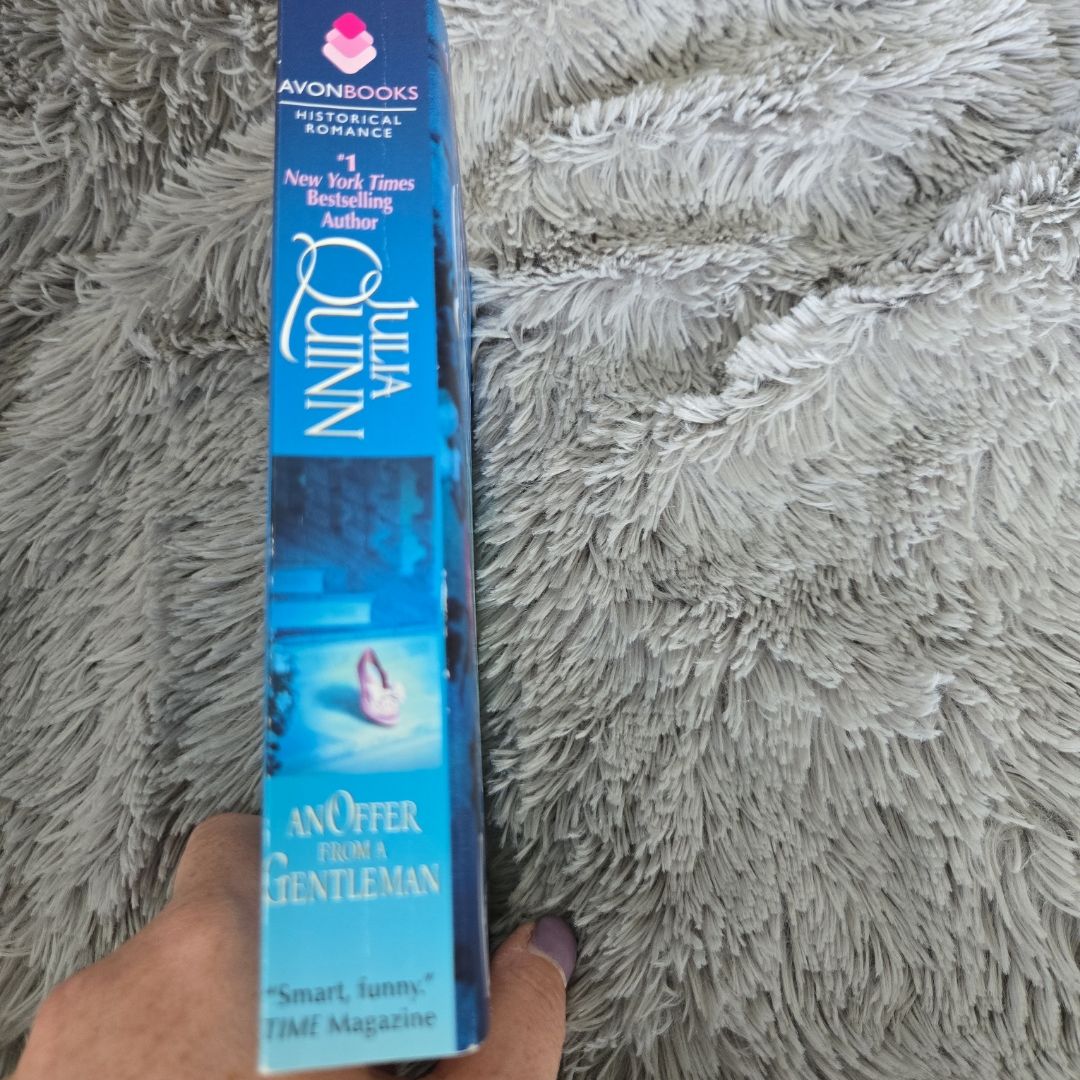 AVONBOOKS
HISTORICAL
ROMANCE
#1
New York Times
Bestselling
Author
JULIA
QUINN
AN OFFER
FROM A
GENTLEMAN
"Smart, funny."
TIME Magazine